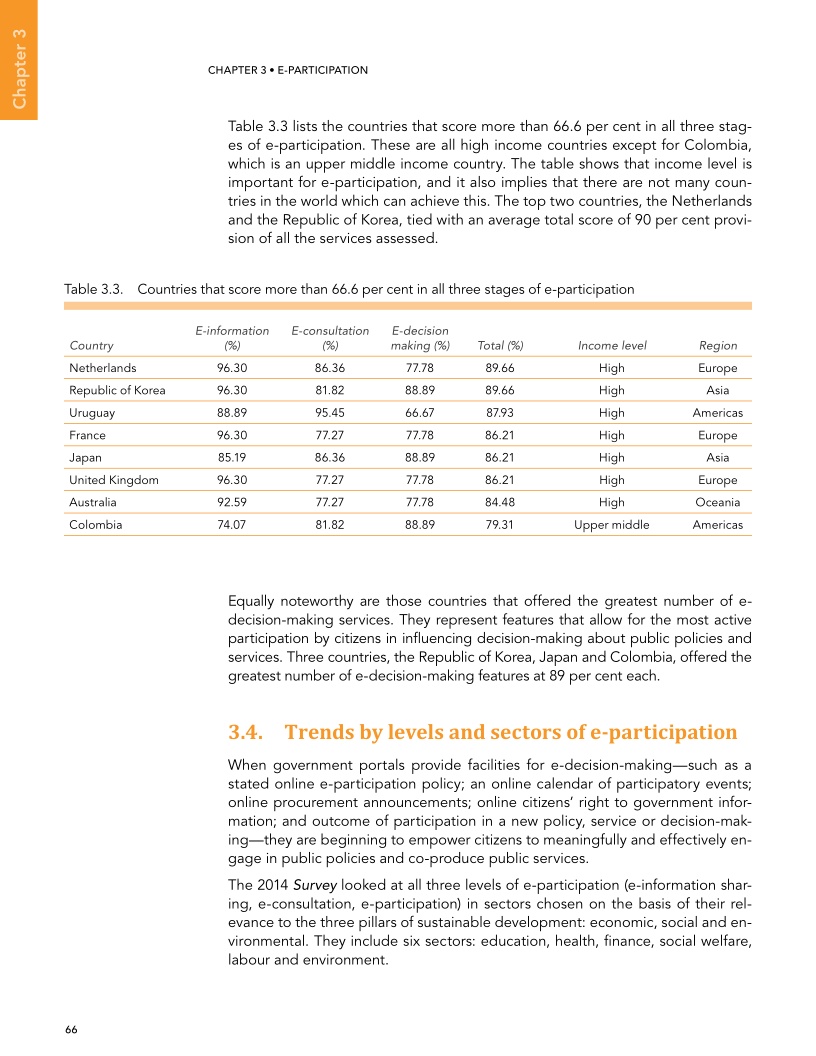 Chapter 3
CHAPTER 3 • E-PARTICIPATION
Table 3.3 lists the countries that score more than 66.6 per cent in all three stag-
es of e-participation. These are all high income countries except for Colombia,
which is an upper middle income country. The table shows that income level is
important for e-participation, and it also implies that there are not many coun-
tries in the world which can achieve this. The top two countries, the Netherlands
and the Republic of Korea, tied with an average total score of 90 per cent provi-
sion of all the services assessed.
Table 3.3. Countries that score more than 66.6 per cent in all three stages of e-participation
E-information E-consultation E-decision
Country (%) (%) making (%) Total (%) Income level Region
Netherlands 96.30 86.36 77.78 89.66 High Europe
Republic of Korea 96.30 81.82 88.89 89.66 High Asia
Uruguay 88.89 95.45 66.67 87.93 High Americas
France 96.30 77.27 77.78 86.21 High Europe
Japan 85.19 86.36 88.89 86.21 High Asia
United Kingdom 96.30 77.27 77.78 86.21 High Europe
Australia 92.59 77.27 77.78 84.48 High Oceania
Colombia 74.07 81.82 88.89 79.31 Upper middle Americas
Equally noteworthy are those countries that offered the greatest number of e-
decision-making services. They represent features that allow for the most active
participation by citizens in influencing decision-making about public policies and
services. Three countries, the Republic of Korea, Japan and Colombia, offered the
greatest number of e-decision-making features at 89 per cent each.
3.4. Trends by levels and sectors of e-participation
When government portals provide facilities for e-decision-making—such as a
stated online e-participation policy; an online calendar of participatory events;
online procurement announcements; online citizens’ right to government infor-
mation; and outcome of participation in a new policy, service or decision-mak-
ing—they are beginning to empower citizens to meaningfully and effectively en-
gage in public policies and co-produce public services.
The 2014 Survey looked at all three levels of e-participation (e-information shar-
ing, e-consultation, e-participation) in sectors chosen on the basis of their rel-
evance to the three pillars of sustainable development: economic, social and en-
vironmental. They include six sectors: education, health, finance, social welfare,
labour and environment.
66